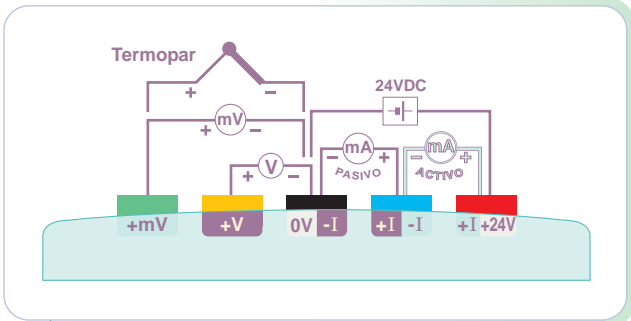 Termopar
+ −
24VDC
+ mV −
− mA +
PASIVO
− mA +
ACTIVO
+ V −
+mV
+V
0V -I
+I -I
+I +24V